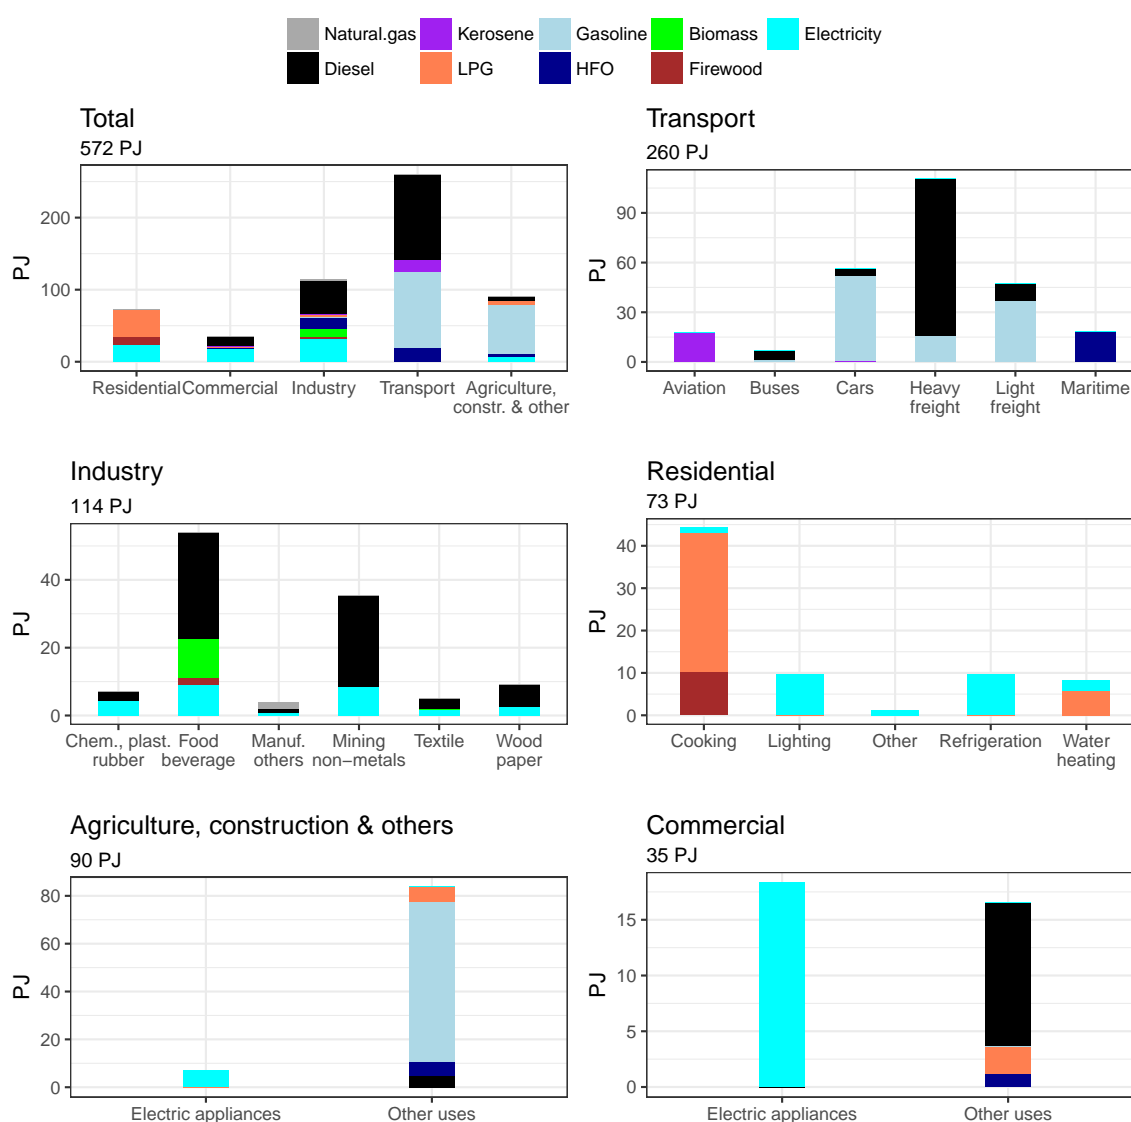 Natural.gas Kerosene Gasoline Biomass Electricity
Diesel LPG HFO Firewood
Total
572 PJ
PJ
200
100
0
Residential Commercial Industry Transport Agriculture,
constr. & other
Transport
260 PJ
PJ
90
60
30
0
Aviation Buses Cars Heavy Light Maritime
freight freight
Industry
114 PJ
PJ
40
20
0
Chem., plast. Food Manuf. Mining Textile Wood
rubber beverage others non−metals paper
Residential
73 PJ
PJ
40
30
20
10
0
Cooking Lighting Other Refrigeration Water
heating
Agriculture, construction & others
90 PJ
PJ
80
60
40
20
0
Electric appliances Other uses
Commercial
35 PJ
PJ
15
10
5
0
Electric appliances Other uses